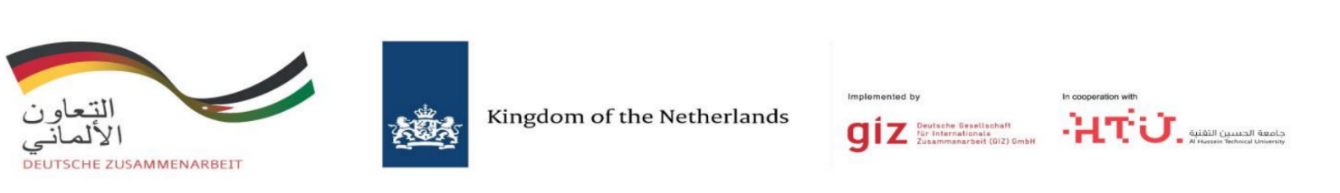 التعاون
الألماني
DEUTSCHE ZUSAMMENARBEIT
Kingdom of the Netherlands
Implemented by
giz
Deutsche Gesellschaft
für Internationale
Zusammenarbeit (GIZ) GmbH
In cooperation with
HTU
جامعة الحسين التقنية
Al Hussein Technical University